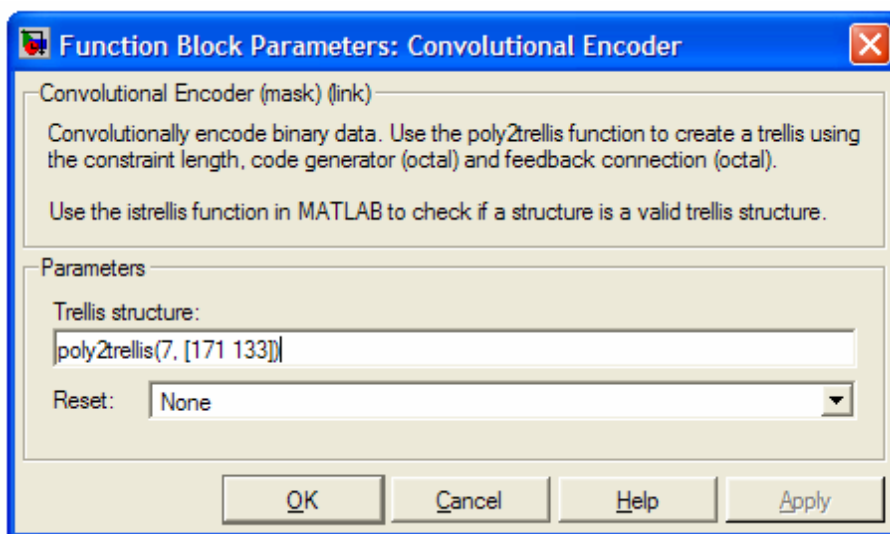 Function Block Parameters: Convolutional Encoder
Convolutional Encoder (mask) (link)
Convolutionally encode binary data. Use the poly2trellis function to create a trellis using
the constraint length, code generator (octal) and feedback connection (octal).
Use the istrellis function in MATLAB to check if a structure is a valid trellis structure.
Parameters
Trellis structure:
poly2trellis(7, [171 133])
Reset: None
OK Cancel Help Apply